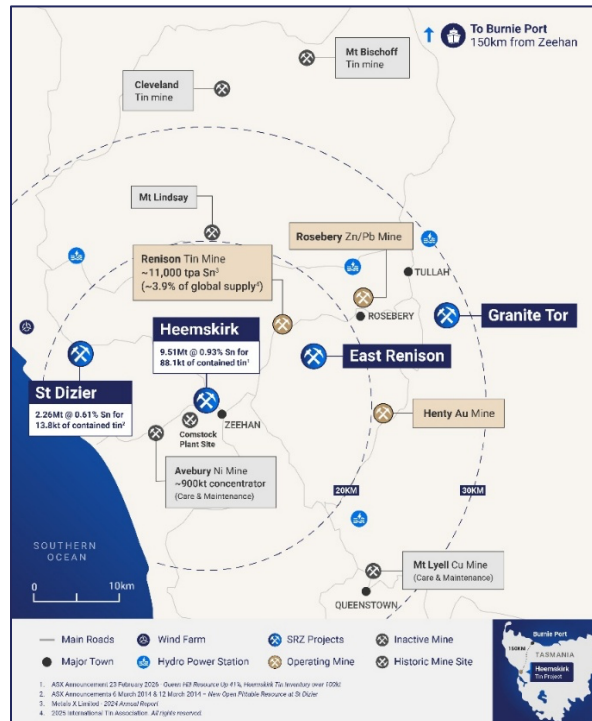 To Burnie Port
150km from Zeehan
Mt Bischoff
Tin mine
Cleveland
Tin mine
Mt Lindsay
Renison Tin Mine
~11,000 tpa Sn³
(~3.9% of global supply⁴)
Rosebery Zn/Pb Mine
TULLAH
ROSEBERY
Granite Tor
Heemskirk
9.51Mt @ 0.93% Sn for
88.1kt of contained tin¹
East Renison
St Dizier
2.26Mt @ 0.61% Sn for
13.8kt of contained tin²
Comstock
Plant Site
ZEEHAN
Henty Au Mine
Avebury Ni Mine
~900kt concentrator
(Care & Maintenance)
20KM
30KM
SOUTHERN
OCEAN
0 10km
Mt Lyell Cu Mine
(Care & Maintenance)
QUEENSTOWN
Main Roads
Wind Farm
SRZ Projects
Inactive Mine
Major Town
Hydro Power Station
Operating Mine
Historic Mine Site
1. ASX Announcement 23 February 2026 - Queen Hill Resource Up 41%, Heemskirk Tin Inventory over 100kt
2. ASX Announcements 6 March 2014 & 12 March 2014 – New Open Pittable Resource at St Dizier
3. Metals X Limited - 2024 Annual Report
4. 2025 International Tin Association. All rights reserved.
Burnie Port
150KM
TASMANIA
Heemskirk
Tin Project